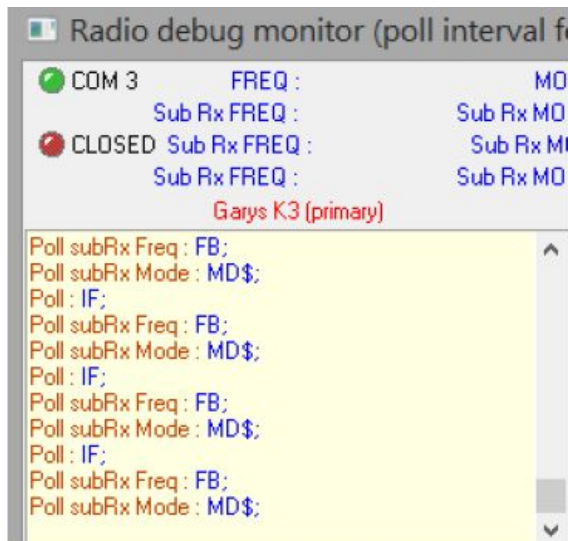 Radio debug monitor (poll interval fo
COM 3 FREQ : MO
Sub Rx FREQ : Sub Rx MO
CLOSED Sub Rx FREQ : Sub Rx M
Sub Rx FREQ : Sub Rx MO
Garys K3 (primary)
Poll subRx Freq : FB;
Poll subRx Mode : MD$;
Poll : IF;
Poll subRx Freq : FB;
Poll subRx Mode : MD$;
Poll : IF;
Poll subRx Freq : FB;
Poll subRx Mode : MD$;
Poll : IF;
Poll subRx Freq : FB;
Poll subRx Mode : MD$;